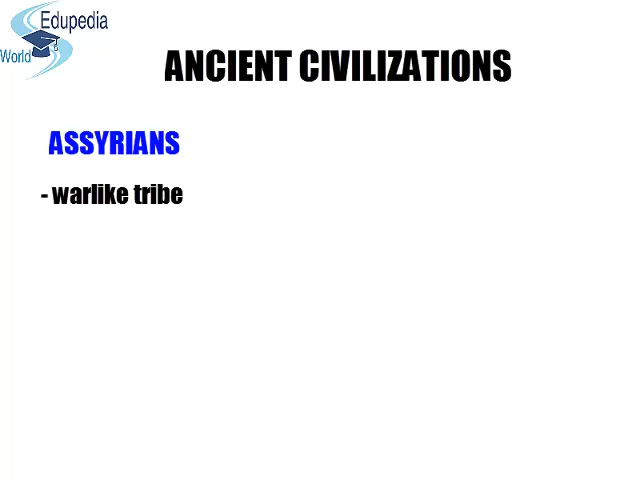 Edupedia
World
ANCIENT CIVILIZATIONS
ASSYRIANS
- warlike tribe